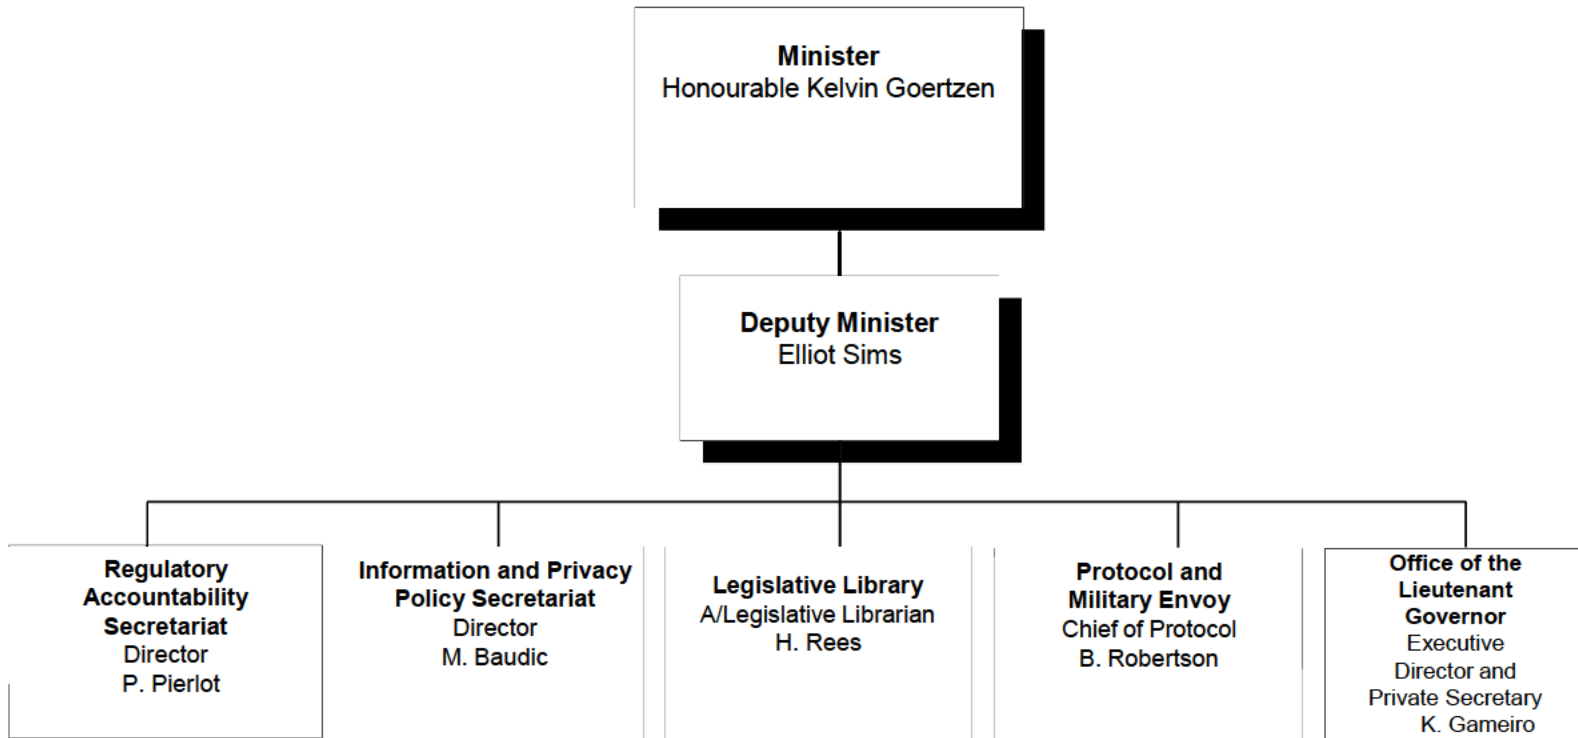 Minister
Honourable Kelvin Goertzen
Deputy Minister
Elliot Sims
Regulatory
Accountability
Secretariat
Director
P. Pierlot
Information and Privacy
Policy Secretariat
Director
M. Baudic
Legislative Library
A/Legislative Librarian
H. Rees
Protocol and
Military Envoy
Chief of Protocol
B. Robertson
Office of the
Lieutenant
Governor
Executive
Director and
Private Secretary
K. Gameiro